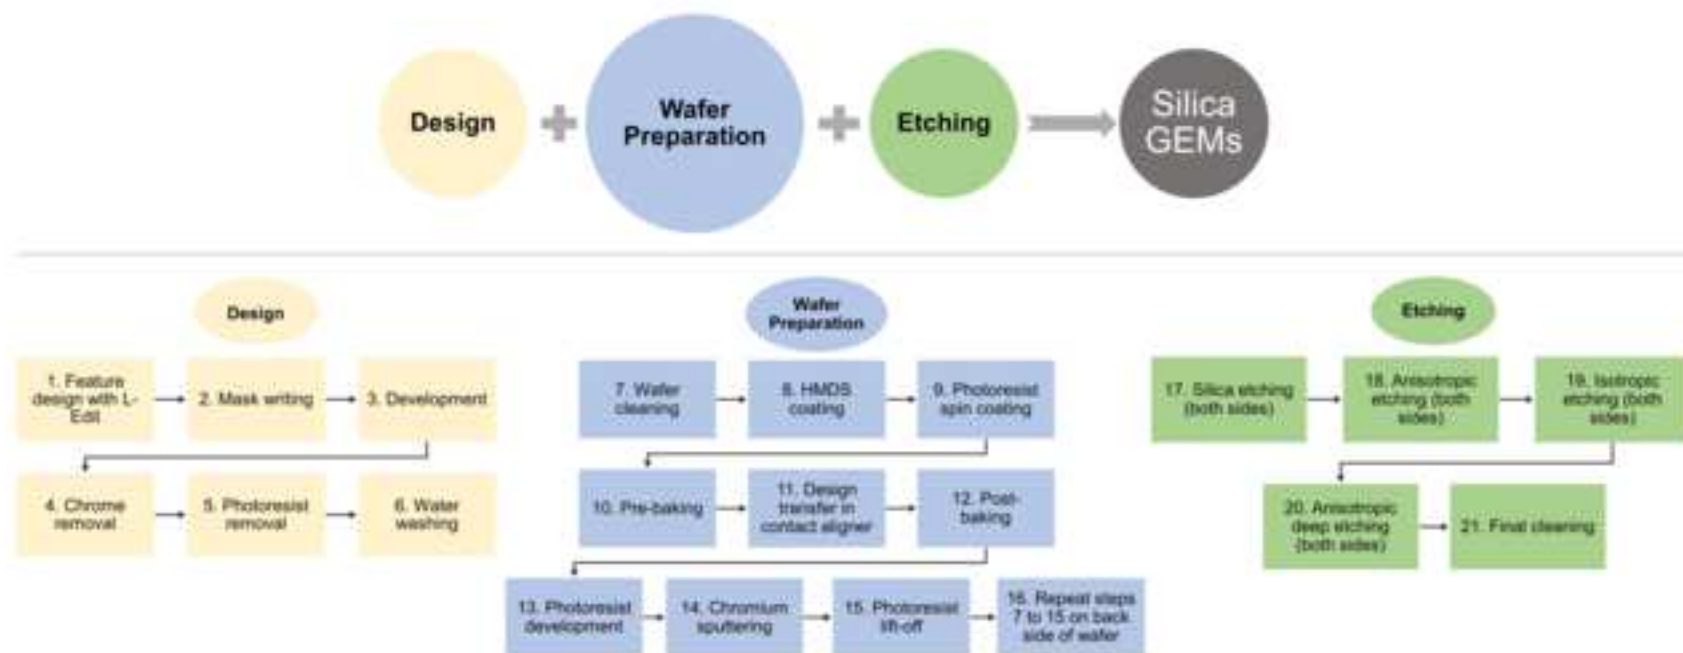 Design
Wafer
Preparation
Etching
Silica
GEMs
Design
1. Feature
design with L-
Edit
2. Mask writing
3. Development
4. Chrome
removal
5. Photoresist
removal
6. Water
washing
Wafer
Preparation
7. Wafer
cleaning
8. HMDS
coating
9. Photoresist
spin coating
10. Pre-baking
11. Design
transfer in
contact aligner
12. Post-
baking
13. Photoresist
development
14. Chromium
sputtering
15. Photoresist
lift-off
16. Repeat steps
7 to 15 on back
side of wafer
Etching
17. Silica etching
(both sides)
18. Anisotropic
etching (both
sides)
19. Isotropic
etching (both
sides)
20. Anisotropic
deep etching
(both sides)
21. Final cleaning